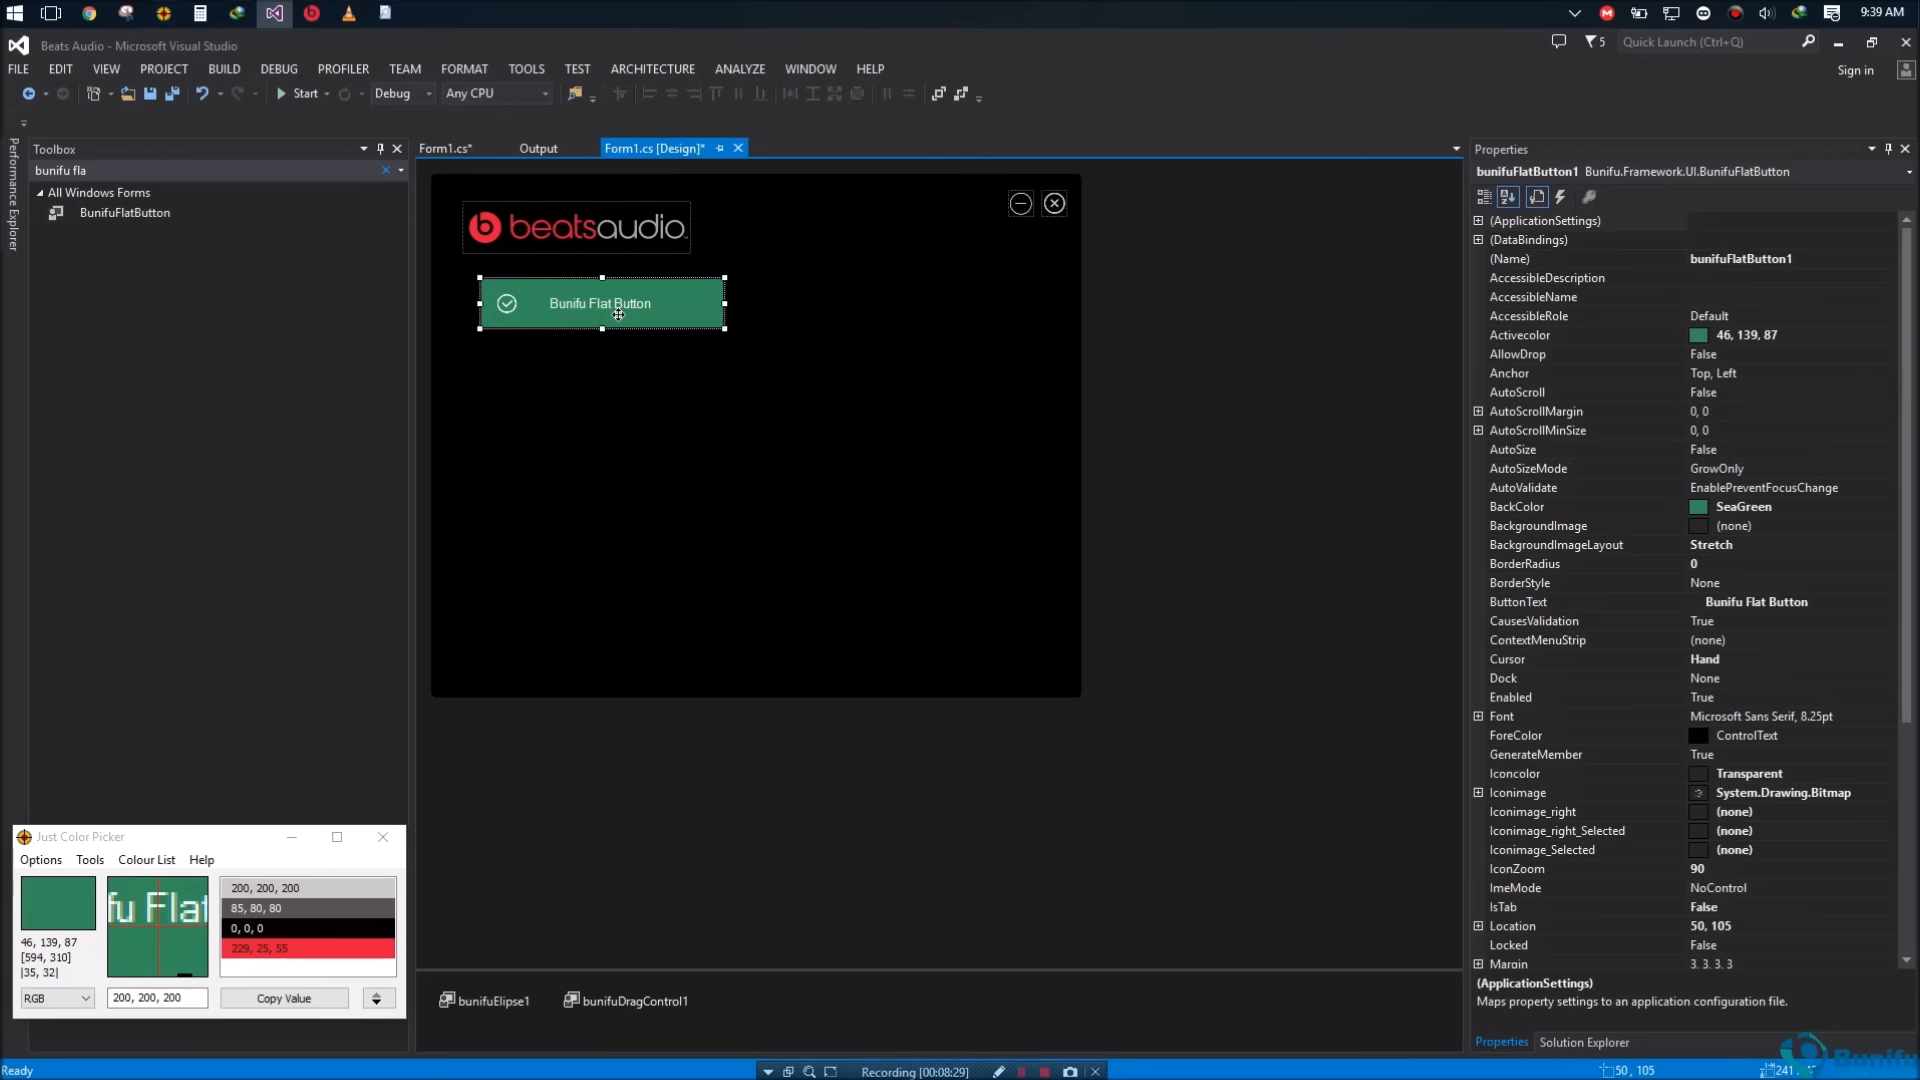 9:39 AM
Beats Audio - Microsoft Visual Studio
5
Quick Launch (Ctrl+Q)
FILE EDIT VIEW PROJECT BUILD DEBUG PROFILER TEAM FORMAT TOOLS TEST ARCHITECTURE ANALYZE WINDOW HELP
Sign in
Start Debug Any CPU
Performance Explorer
Toolbox
bunifu fla
All Windows Forms
BunifuFlatButton
Form1.cs* Output Form1.cs [Design]*
beatsaudio
Bunifu Flat Button
bunifuElipse1 bunifuDragControl1
Just Color Picker
Options Tools Colour List Help
fu Flat
200, 200, 200
85, 80, 80
0, 0, 0
229, 25, 55
46, 139, 87
[594, 310]
|35, 32|
RGB 200, 200, 200 Copy Value
Properties
bunifuFlatButton1 Bunifu.Framework.UI.BunifuFlatButton
(ApplicationSettings)
(DataBindings)
(Name) bunifuFlatButton1
AccessibleDescription
AccessibleName
AccessibleRole Default
Activecolor 46, 139, 87
AllowDrop False
Anchor Top, Left
AutoScroll False
AutoScrollMargin 0, 0
AutoScrollMinSize 0, 0
AutoSize False
AutoSizeMode GrowOnly
AutoValidate EnablePreventFocusChange
BackColor SeaGreen
BackgroundImage (none)
BackgroundImageLayout Stretch
BorderRadius 0
BorderStyle None
ButtonText Bunifu Flat Button
CausesValidation True
ContextMenuStrip (none)
Cursor Hand
Dock None
Enabled True
Font Microsoft Sans Serif, 8.25pt
ForeColor ControlText
GenerateMember True
Iconcolor Transparent
Iconimage System.Drawing.Bitmap
Iconimage_right (none)
Iconimage_right_Selected (none)
Iconimage_Selected (none)
IconZoom 90
ImeMode NoControl
IsTab False
Location 50, 105
Locked False
Margin 3, 3, 3, 3
(ApplicationSettings)
Maps property settings to an application configuration file.
Properties Solution Explorer
Ready
Recording [00:08:29]
50, 105